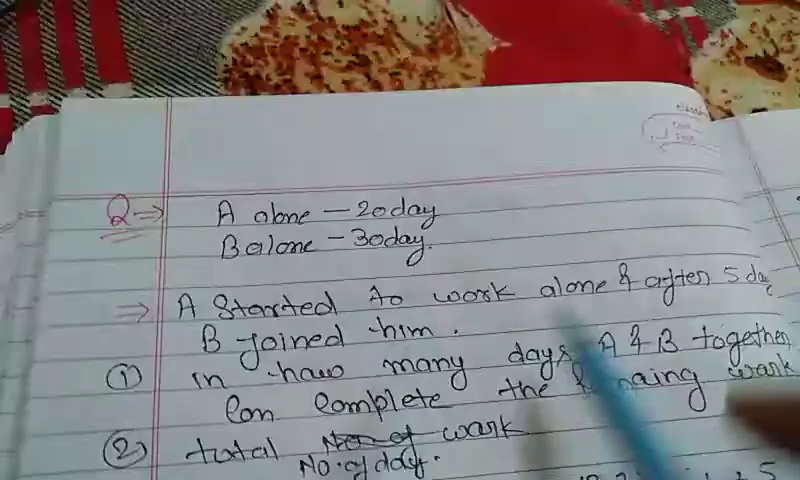 Q⇒ A alone — 20day
B alone — 30day.
⇒ A Started to work alone & after 5 day
B joined him.
(1) in how many days A & B together
Can Complete the work
(2) total work
No. of day.